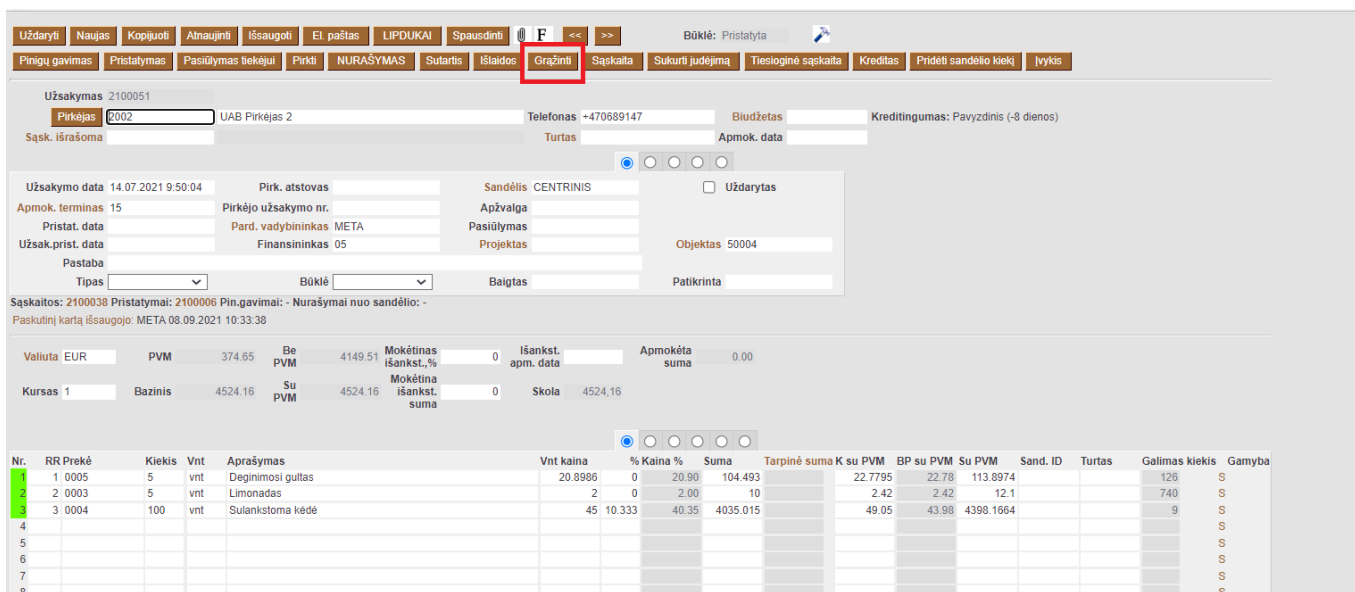 Uždaryti Naujas Kopijuoti Atnaujinti Išsaugoti El. paštas LIPDUKAI Spausdinti F << >> Būklė: Pristatyta
Pinigų gavimas Pristatymas Pasiūlymas tiekėjui Pirkti NURAŠYMAS Sutartis Išlaidos Grąžinti Sąskaita Sukurti judėjimą Tiesioginė sąskaita Kreditas Pridėti sandėlio kiekį Įvykis
Užsakymas 2100051
Pirkėjas 2002 UAB Pirkėjas 2 Telefonas +470689147 Biudžetas Kreditingumas: Pavyzdinis (-8 dienos)
Sąsk. išrašoma Turtas Apmok. data
Užsakymo data 14.07.2021 9:50:04 Pirk. atstovas Sandėlis CENTRINIS Uždarytas
Apmok. terminas 15 Pirkėjo užsakymo nr. Apžvalga
Pristat. data Pard. vadybininkas META Pasiūlymas
Užsak.prist. data Finansininkas 05 Projektas Objektas 50004
Pastaba
Tipas Būklė Baigtas Patikrinta
Sąskaitos: 2100038 Pristatymai: 2100006 Pin.gavimai: - Nurašymai nuo sandėlio: -
Paskutinį kartą išsaugojo: META 08.09.2021 10:33:38
Valiuta EUR PVM 374.65 Be PVM 4149.51 Mokėtinas išankst.,% 0 Išankst. apm. data Apmokėta suma 0.00
Kursas 1 Bazinis 4524.16 Su PVM 4524.16 Mokėtina išankst. suma 0 Skola 4524,16
Nr. RR Prekė Kiekis Vnt Aprašymas Vnt kaina % Kaina % Suma Tarpinė suma K su PVM BP su PVM Su PVM Sand. ID Turtas Galimas kiekis Gamyba
1 1 0005 5 vnt Deginimosi gultas 20.8986 0 20.90 104.493 22.7795 22.78 113.8974 126 S
2 2 0003 5 vnt Limonadas 2 0 2.00 10 2.42 2.42 12.1 740 S
3 3 0004 100 vnt Sulankstoma kėdė 45 10.333 40.35 4035.015 49.05 43.98 4398.1664 9 S
4 S
5 S
6 S
7 S
8 S